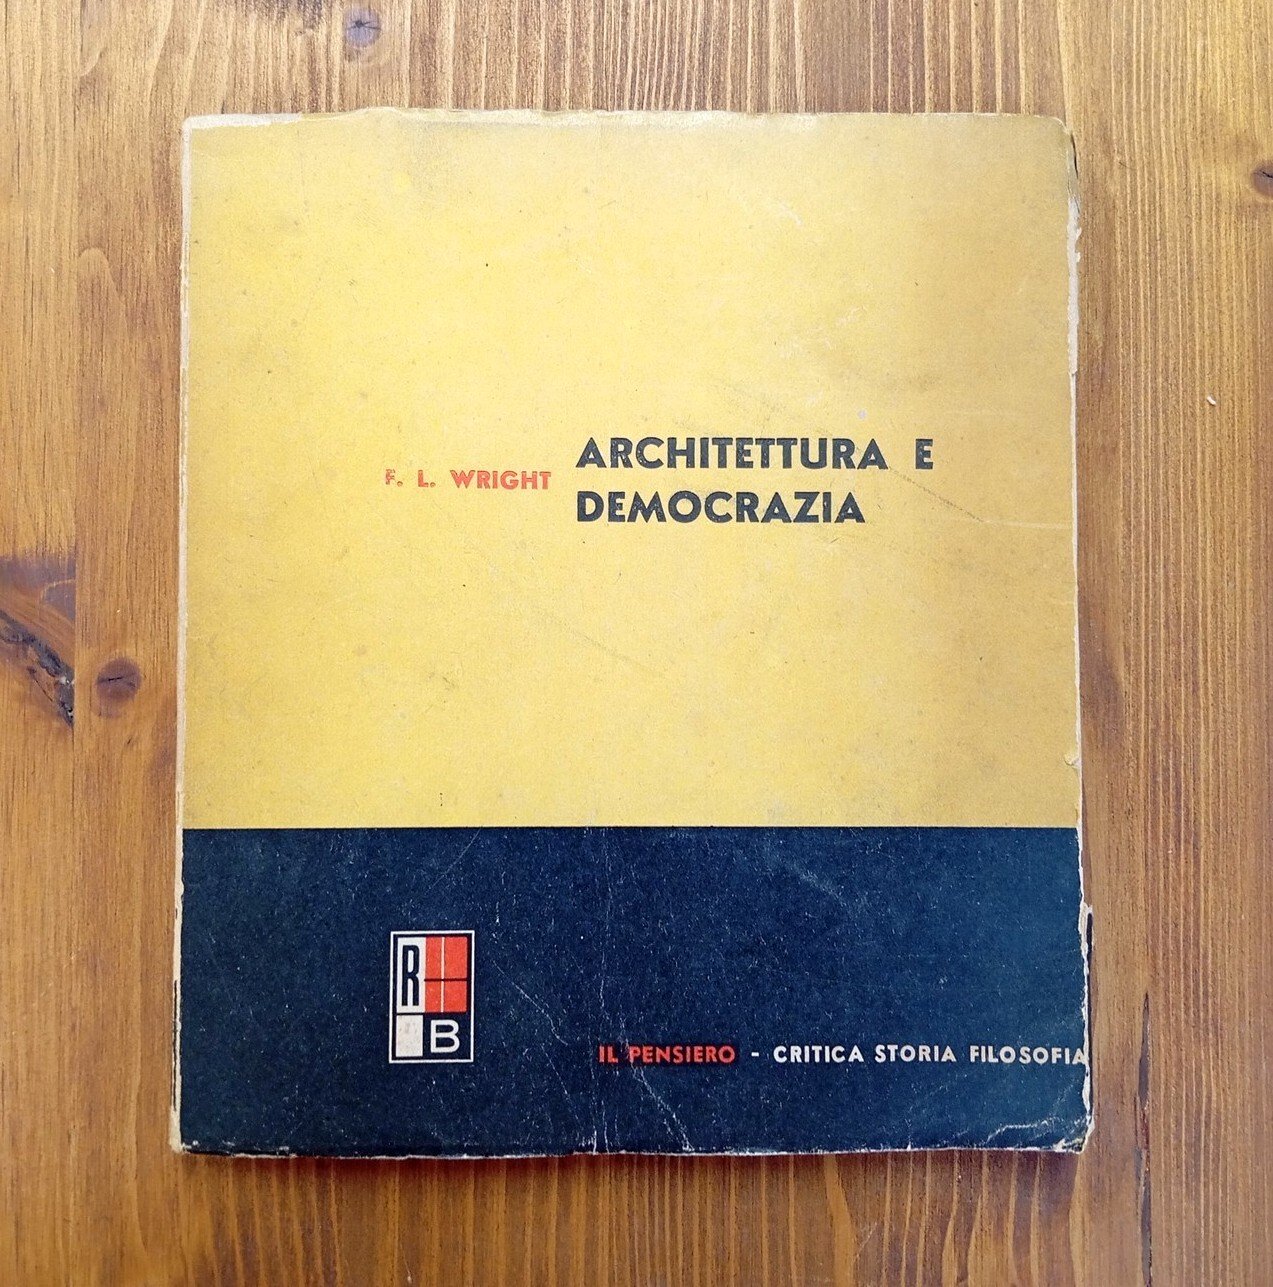 F. L. WRIGHT
ARCHITETTURA E
DEMOCRAZIA
R
B
IL PENSIERO - CRITICA STORIA FILOSOFIA